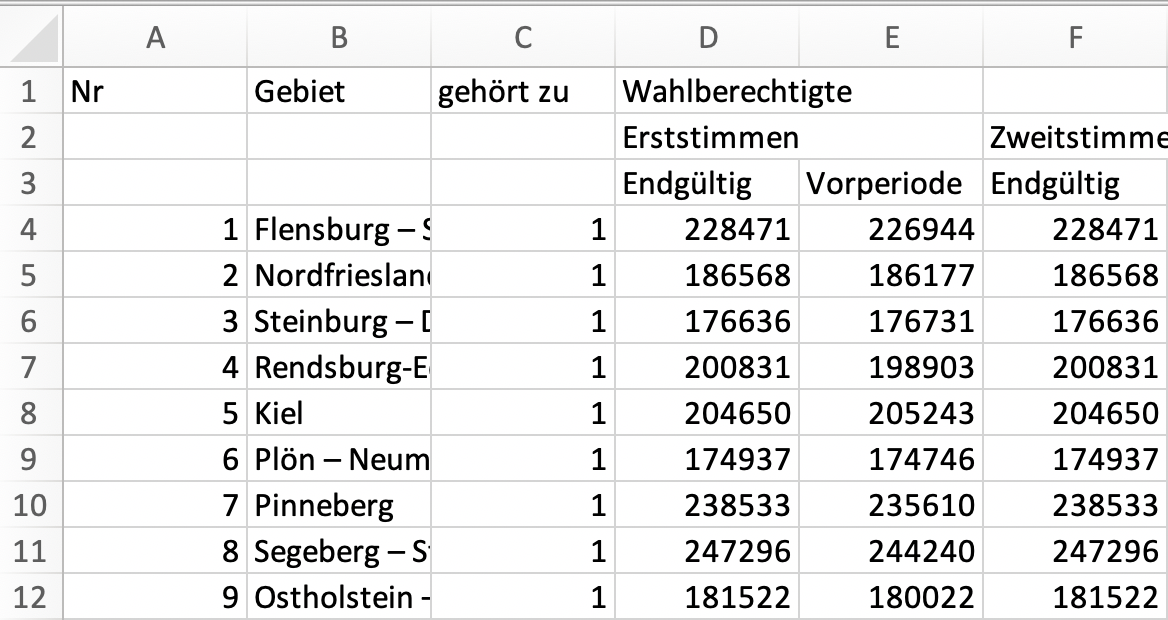 A B C D E F
1 Nr Gebiet gehört zu Wahlberechtigte
2 Erststimmen Zweitstimme
3 Endgültig Vorperiode Endgültig
4 1 Flensburg – 1 228471 226944 228471
5 2 Nordfriesland 1 186568 186177 186568
6 3 Steinburg – 1 176636 176731 176636
7 4 Rendsburg-E 1 200831 198903 200831
8 5 Kiel 1 204650 205243 204650
9 6 Plön – Neum 1 174937 174746 174937
10 7 Pinneberg 1 238533 235610 238533
11 8 Segeberg – S 1 247296 244240 247296
12 9 Ostholstein - 1 181522 180022 181522